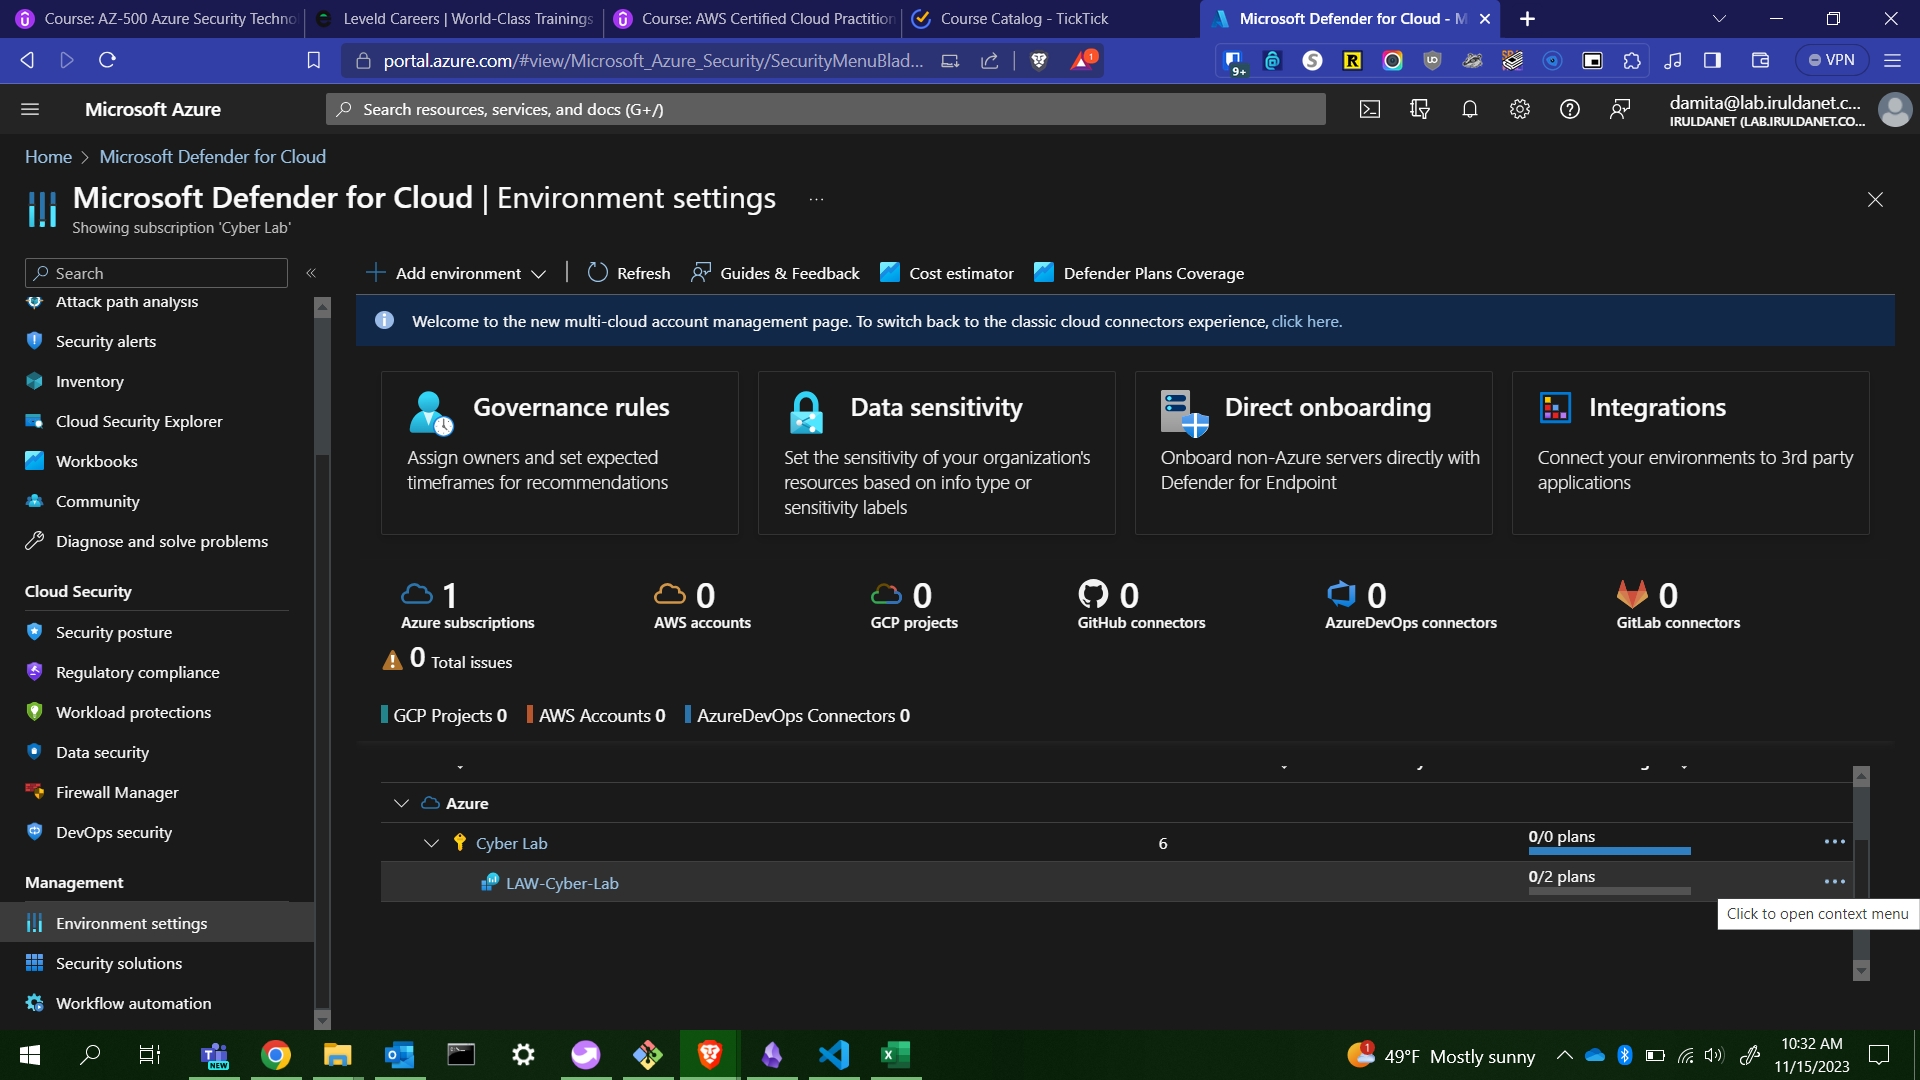 Course: AZ-500 Azure Security Techno
Leveld Careers | World-Class Trainings
Course: AWS Certified Cloud Practition
Course Catalog - TickTick
Microsoft Defender for Cloud - M
portal.azure.com/#view/Microsoft_Azure_Security/SecurityMenuBlad...
1
9+
VPN
Microsoft Azure
Search resources, services, and docs (G+/)
damita@lab.iruldanet.c...
IRULDANET (LAB.IRULDANET.CO...
Home > Microsoft Defender for Cloud
Microsoft Defender for Cloud | Environment settings ...
Showing subscription 'Cyber Lab'
Search
Attack path analysis
Security alerts
Inventory
Cloud Security Explorer
Workbooks
Community
Diagnose and solve problems
Cloud Security
Security posture
Regulatory compliance
Workload protections
Data security
Firewall Manager
DevOps security
Management
Environment settings
Security solutions
Workflow automation
Add environment
Refresh
Guides & Feedback
Cost estimator
Defender Plans Coverage
Welcome to the new multi-cloud account management page. To switch back to the classic cloud connectors experience, click here.
Governance rules
Assign owners and set expected
timeframes for recommendations
Data sensitivity
Set the sensitivity of your organization's
resources based on info type or
sensitivity labels
Direct onboarding
Onboard non-Azure servers directly with
Defender for Endpoint
Integrations
Connect your environments to 3rd party
applications
1
Azure subscriptions
0
AWS accounts
0
GCP projects
0
GitHub connectors
0
AzureDevOps connectors
0
GitLab connectors
0 Total issues
GCP Projects 0
AWS Accounts 0
AzureDevOps Connectors 0
Azure
Cyber Lab
6
0/0 plans
LAW-Cyber-Lab
0/2 plans
Click to open context menu
NEW
1
49°F Mostly sunny
10:32 AM
11/15/2023